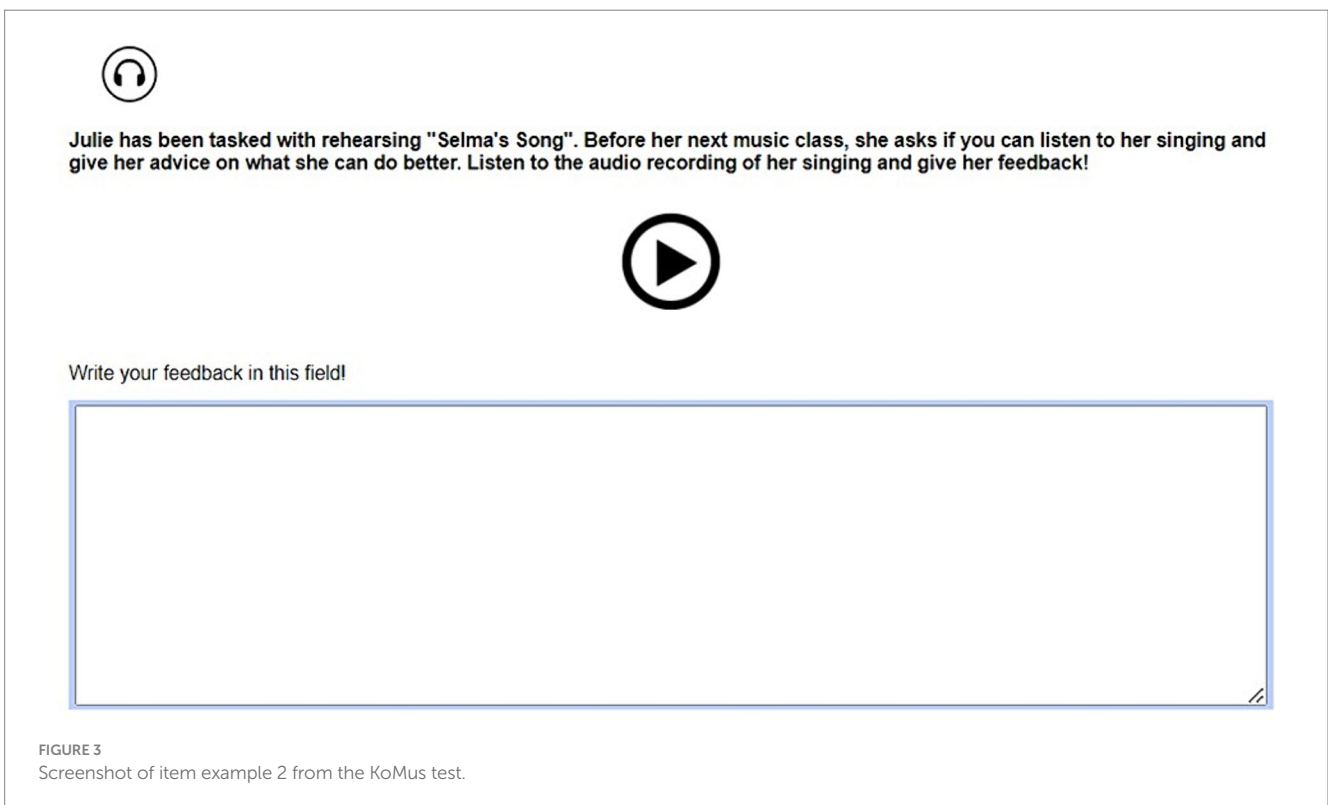 Julie has been tasked with rehearsing "Selma's Song". Before her next music class, she asks if you can listen to her singing and
give her advice on what she can do better. Listen to the audio recording of her singing and give her feedback!
Write your feedback in this field!
FIGURE 3
Screenshot of item example 2 from the KoMus test.